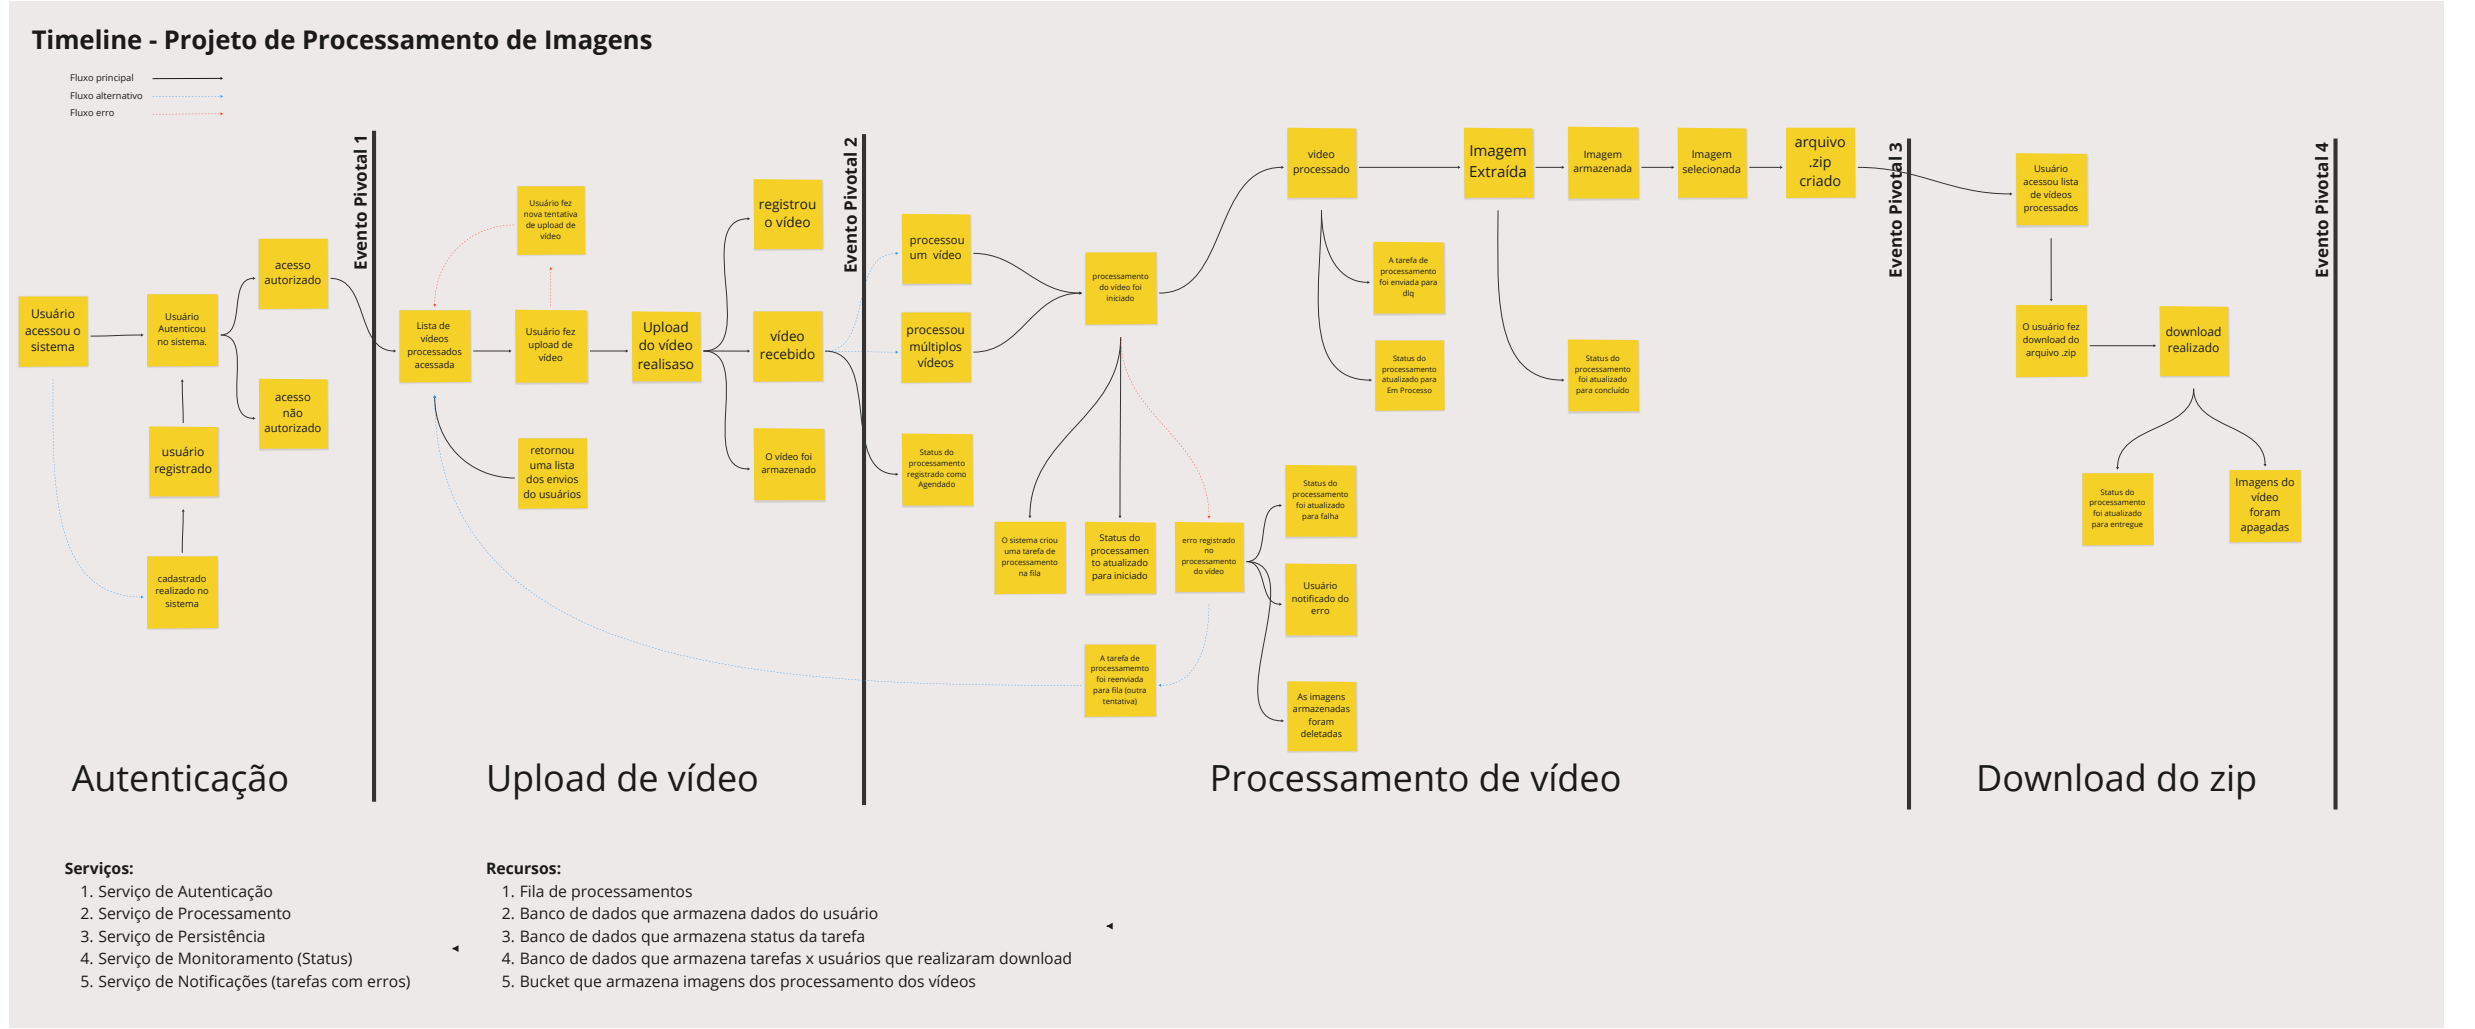 Timeline - Projeto de Processamento de Imagens
Fluxo principal
Fluxo alternativo
Fluxo erro
Evento Pivotal 1
Usuário
acessou o
sistema
Usuário
Autenticou
no sistema.
acesso
autorizado
acesso
não
autorizado
usuário
registrado
cadastrado
realizado no
sistema
Autenticação
Evento Pivotal 2
Usuário fez
nova tentativa
de upload de
vídeo
Lista de
vídeos
processados
acessada
Usuário fez
upload de
vídeo
Upload
do vídeo
realisaso
registrou
o vídeo
vídeo
recebido
O vídeo foi
armazenado
retornou
uma lista
dos envios
do usuários
Upload de vídeo
Evento Pivotal 3
processou
um vídeo
processou
múltiplos
vídeos
Status do
processamento
registrado como
Agendado
processamento
do vídeo foi
iniciado
O sistema criou
uma tarefa de
processamento
na fila
Status do
processamen
to atualizado
para iniciado
erro registrado
no
processamento
do vídeo
A tarefa de
processamemto
foi reenviada
para fila (outra
tentativa)
Status do
processamento
foi atualizado
para falha
Usuário
notificado do
erro
As imagens
armazenadas
foram
deletadas
video
processado
A tarefa de
processamento
foi enviada para
dlq
Status do
processamento
atualizado para
Em Processo
Imagem
Extraída
Status do
processamento
foi atualizado
para concluído
Imagem
armazenada
Imagem
selecionada
arquivo
.zip
criado
Processamento de vídeo
Evento Pivotal 4
Usuário
acessou lista
de vídeos
processados
O usuário fez
download do
arquivo .zip
download
realizado
Status do
processamento
foi atualizado
para entregue
Imagens do
vídeo
foram
apagadas
Download do zip
Serviços:
1. Serviço de Autenticação
2. Serviço de Processamento
3. Serviço de Persistência
4. Serviço de Monitoramento (Status)
5. Serviço de Notificações (tarefas com erros)
Recursos:
1. Fila de processamentos
2. Banco de dados que armazena dados do usuário
3. Banco de dados que armazena status da tarefa
4. Banco de dados que armazena tarefas x usuários que realizaram download
5. Bucket que armazena imagens dos processamento dos vídeos